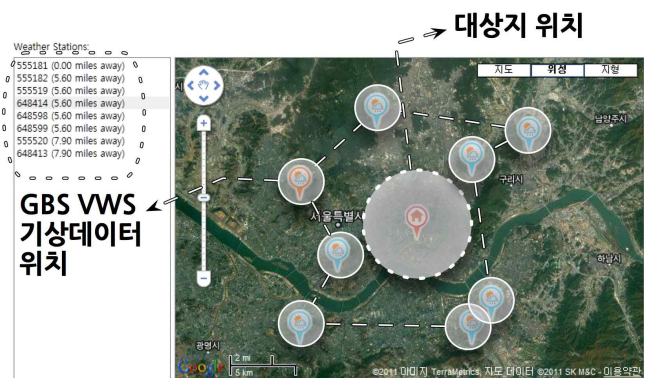 대상지 위치
Weather Stations:
555181 (0.00 miles away)
555182 (5.60 miles away)
555519 (5.60 miles away)
648414 (5.60 miles away)
648598 (5.60 miles away)
648599 (5.60 miles away)
555520 (7.90 miles away)
648413 (7.90 miles away)
GBS VWS
기상데이터
위치
지도 위성 지형
남양주시
구리시
서울특별시
하남시
광명시
Google
2 mi
5 km
©2011 이미지 TerraMetrics, 지도 데이터 ©2011 SK M&C - 이용약관